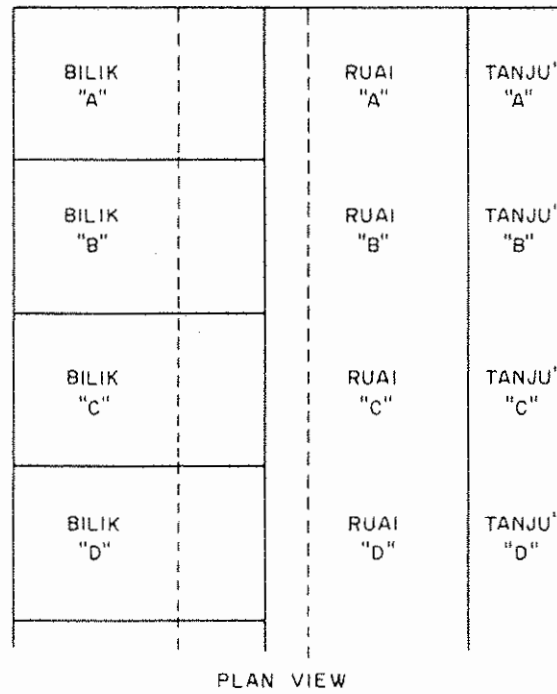 BILIK RUAI TANJU'
"A" "A" "A"
BILIK RUAI TANJU'
"B" "B" "B"
BILIK RUAI TANJU'
"C" "C" "C"
BILIK RUAI TANJU'
"D" "D" "D"
PLAN VIEW